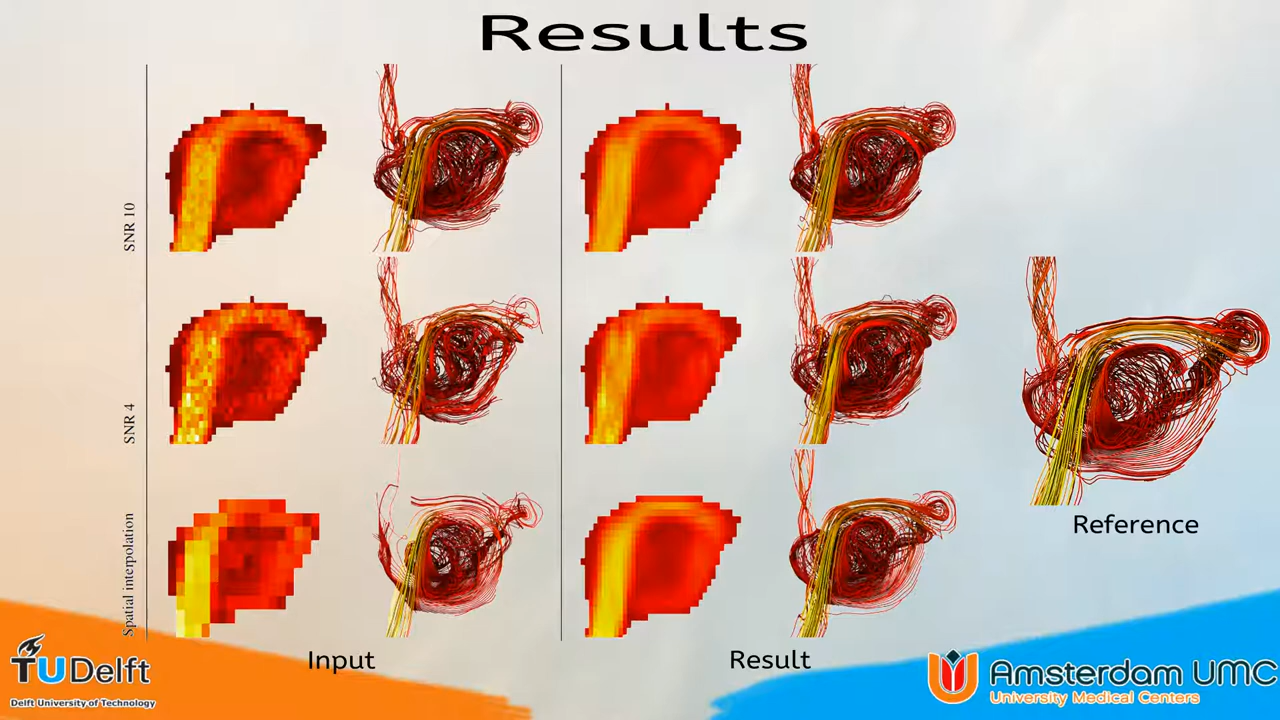 Results
SNR 10
SNR 4
Spatial interpolation
Reference
Input
Result
TUDelft
Delft University of Technology
Amsterdam UMC
University Medical Centers